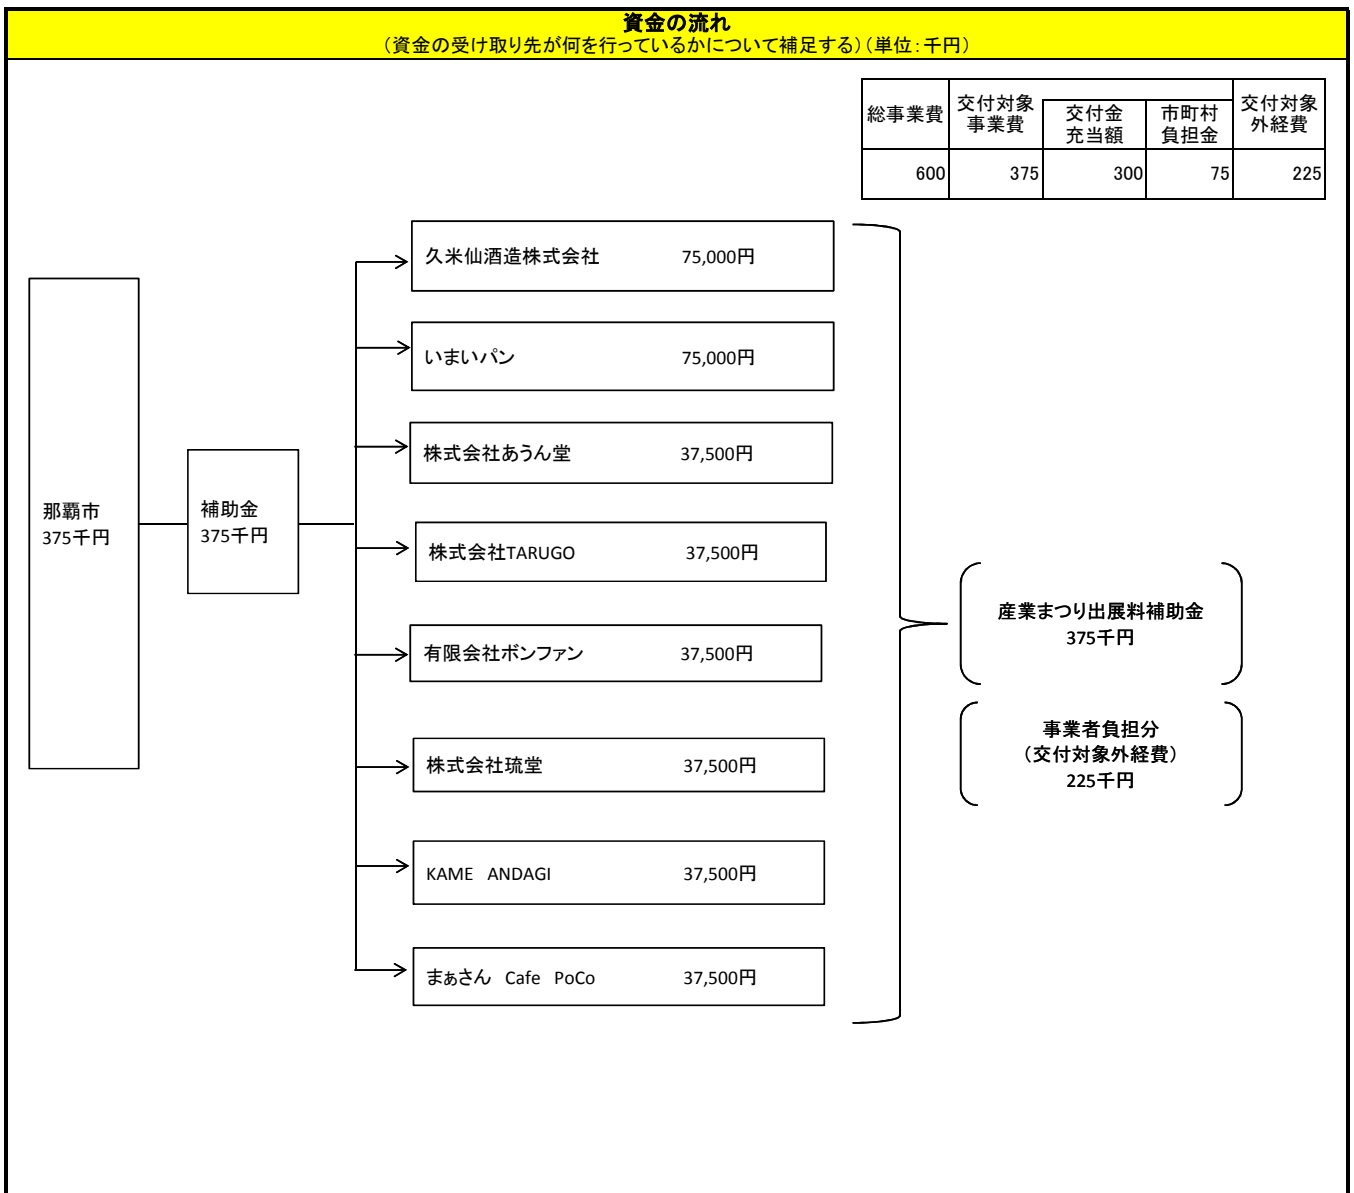 資金の流れ
(資金の受け取り先が何を行っているかについて補足する)(単位:千円)
総事業費 交付対象事業費 交付金充当額 市町村負担金 交付対象外経費
600 375 300 75 225
久米仙酒造株式会社 75,000円
いまいパン 75,000円
株式会社あうん堂 37,500円
那覇市
375千円
補助金
375千円
株式会社TARUGO 37,500円
有限会社ボンファン 37,500円
株式会社琉堂 37,500円
KAME ANDAGI 37,500円
まぁさん Cafe PoCo 37,500円
産業まつり出展料補助金
375千円
事業者負担分
(交付対象外経費)
225千円